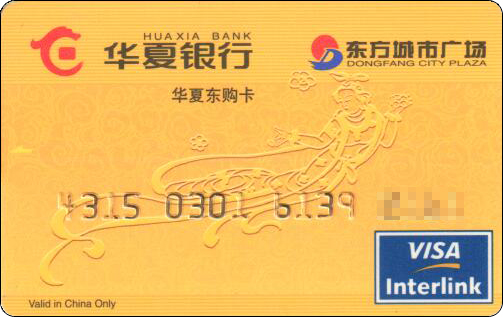 HUAXIA BANK
华夏银行
东方城市广场
DONGFANG CITY PLAZA
华夏东购卡
4315 0301 6139
VISA
Interlink
Valid in China Only